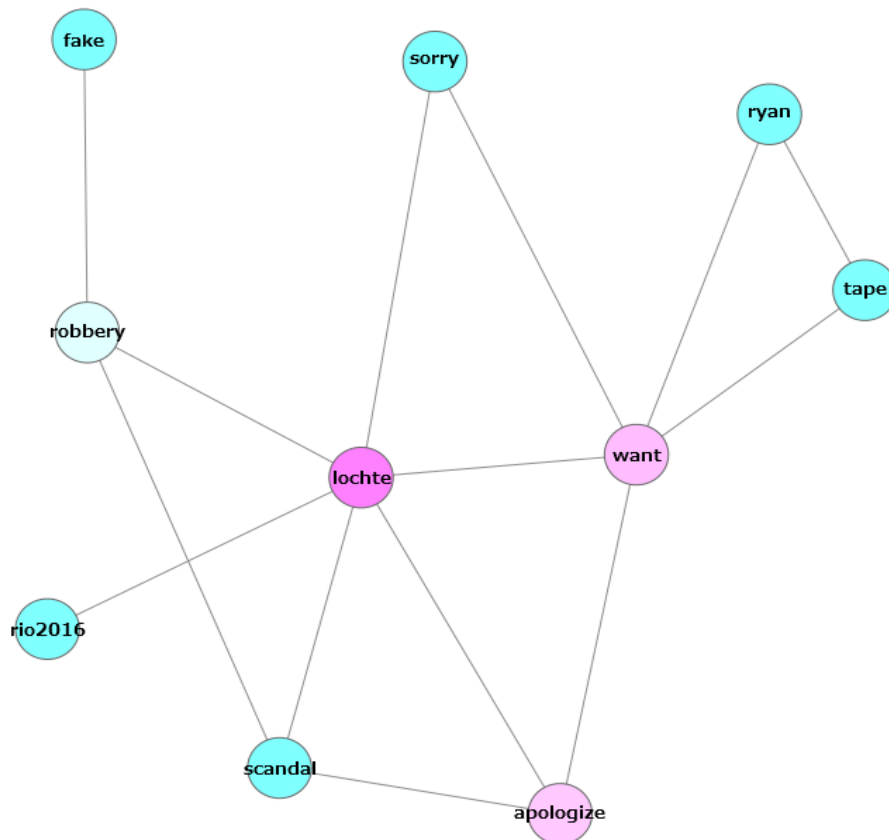 fake
sorry
ryan
tape
robbery
want
lochte
rio2016
scandal
apologize